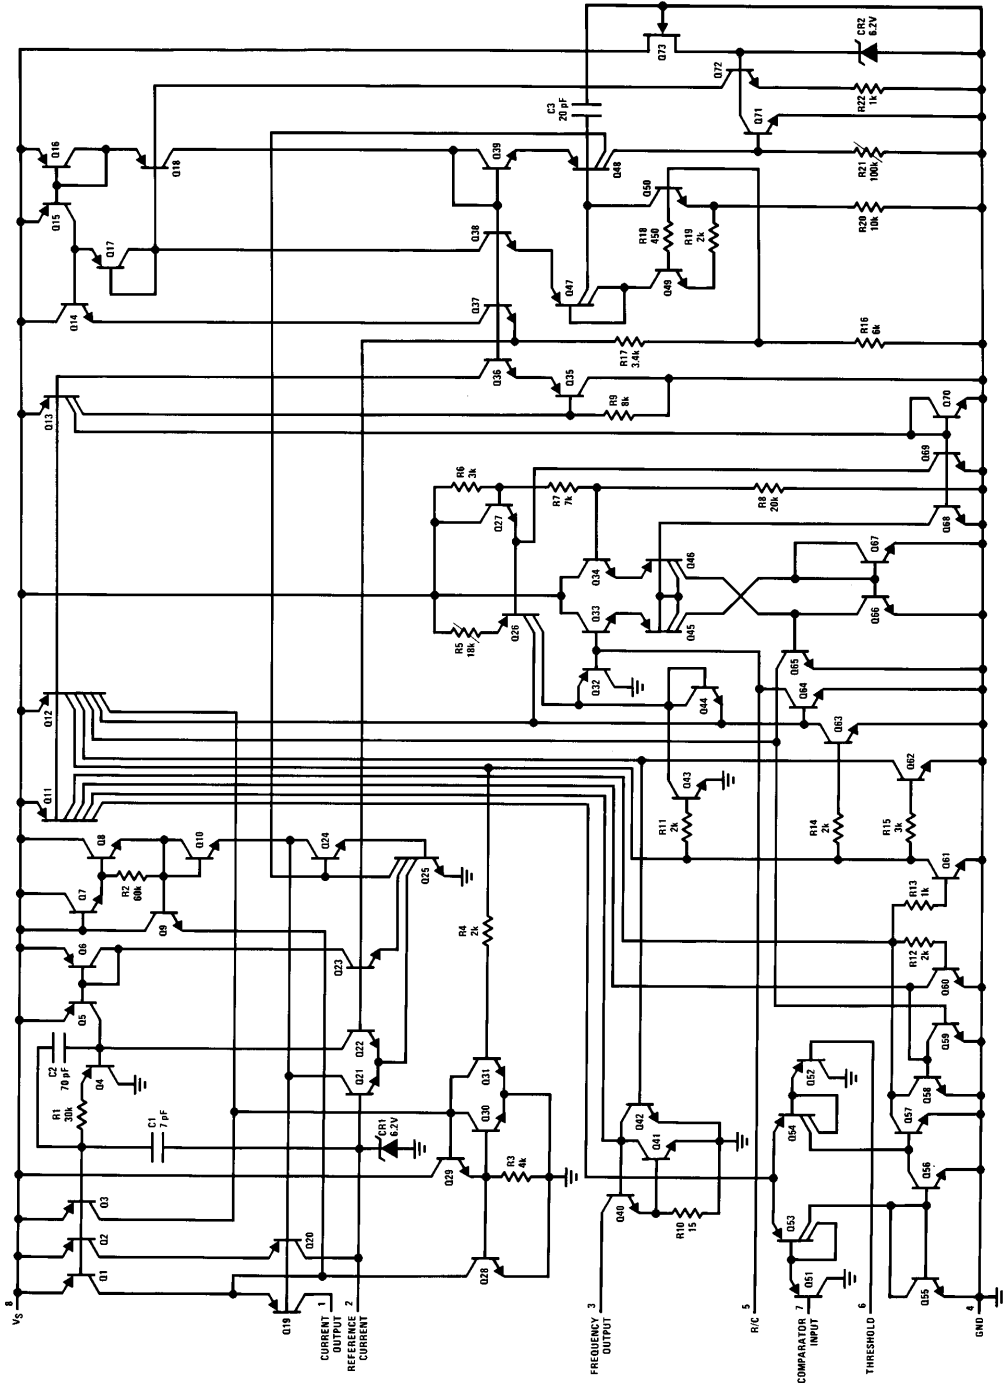 8
VS
Q1
Q2
Q3
R1
30k
C2
70 pF
C1
7 pF
Q4
Q5
Q6
Q7
Q8
R2
60k
Q9
Q10
Q11
Q12
Q13
Q14
Q15
Q16
Q17
Q18
Q19
Q20
CURRENT
OUTPUT
1
REFERENCE
CURRENT
2
CR1
6.2V
Q21
Q22
Q23
Q24
Q25
R5
18k
Q26
Q27
R6
3k
R7
7k
Q28
Q29
R3
4k
Q30
Q31
R4
2k
Q32
Q33
Q34
Q35
R9
8k
Q36
Q37
Q38
Q39
C3
20 pF
FREQUENCY
OUTPUT
3
Q40
R10
15
Q41
Q42
R11
2k
Q43
Q44
Q45
Q46
R8
20k
R17
3.4k
Q47
Q48
Q49
R18
450
R19
2k
Q50
Q73
R/C
5
COMPARATOR
INPUT
7
THRESHOLD
6
Q51
Q53
Q54
Q52
Q55
Q56
Q57
Q58
Q59
Q60
R12
2k
R13
1k
Q61
R14
2k
R15
3k
Q62
Q63
Q64
Q65
Q66
Q67
Q68
Q69
Q70
R16
6k
R20
10k
R21
100k
Q71
Q72
R22
1k
CR2
6.2V
4
GND